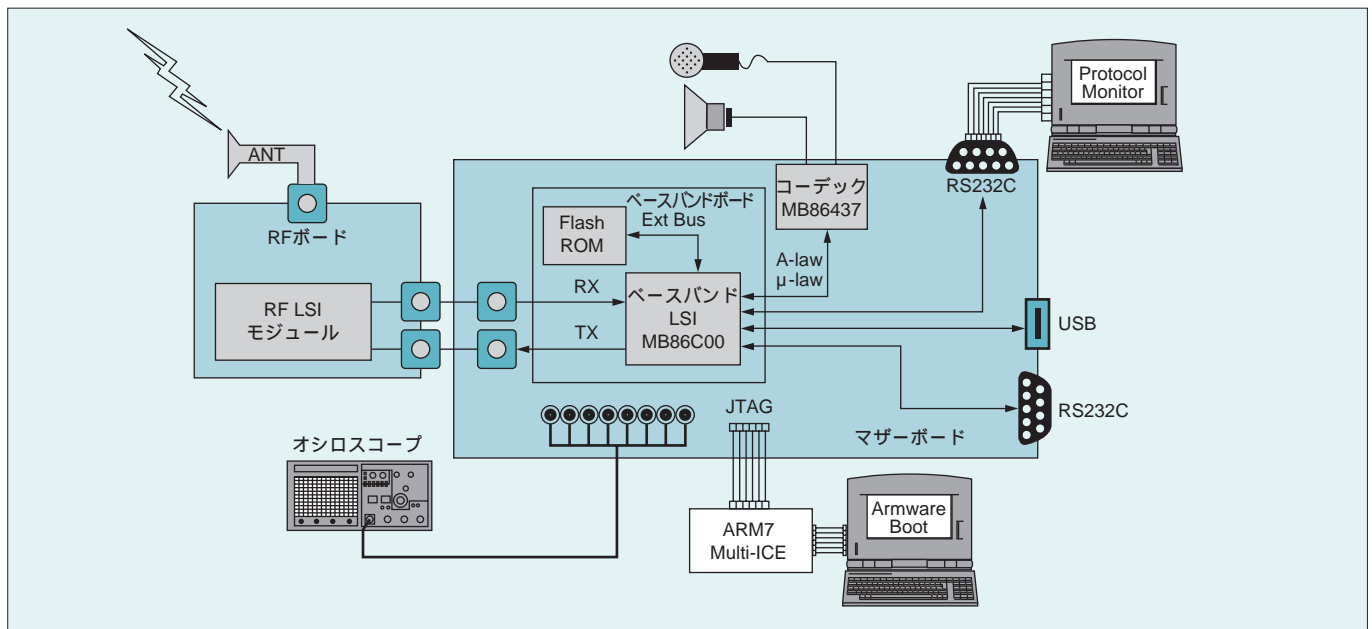 Protocol
Monitor
ANT
RS232C
コーデック
MB86437
ベースバンドボード
Ext Bus
Flash
ROM
RFボード
A-law
μ-law
RX
ベースバンド
LSI
MB86C00
RF LSI
モジュール
TX
USB
RS232C
JTAG
マザーボード
オシロスコープ
Armware
Boot
ARM7
Multi-ICE